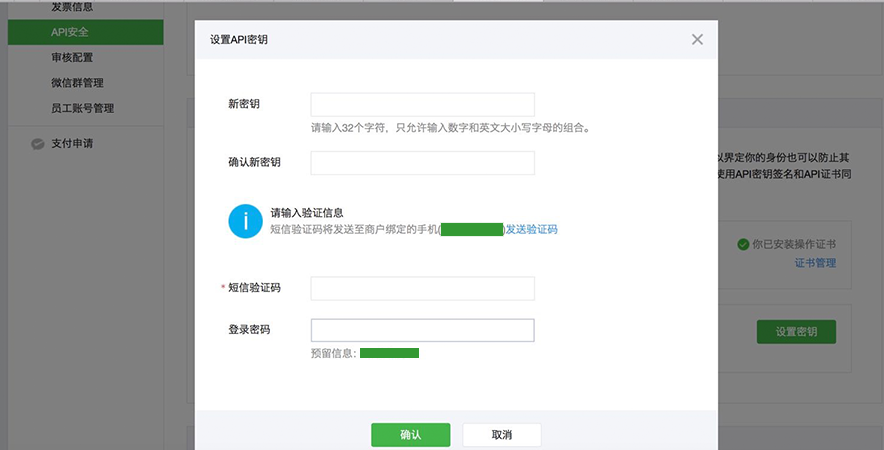 发票信息
API安全
审核配置
微信群管理
员工账号管理
支付申请
设置API密钥
新密钥
请输入32个字符，只允许输入数字和英文大小写字母的组合。
确认新密钥
请输入验证信息
短信验证码将发送至商户绑定的手机( )发送验证码
* 短信验证码
登录密码
预留信息：
确认
取消
以界定你的身份也可以防止其
使用API密钥签名和API证书同
你已安装操作证书
证书管理
设置密钥